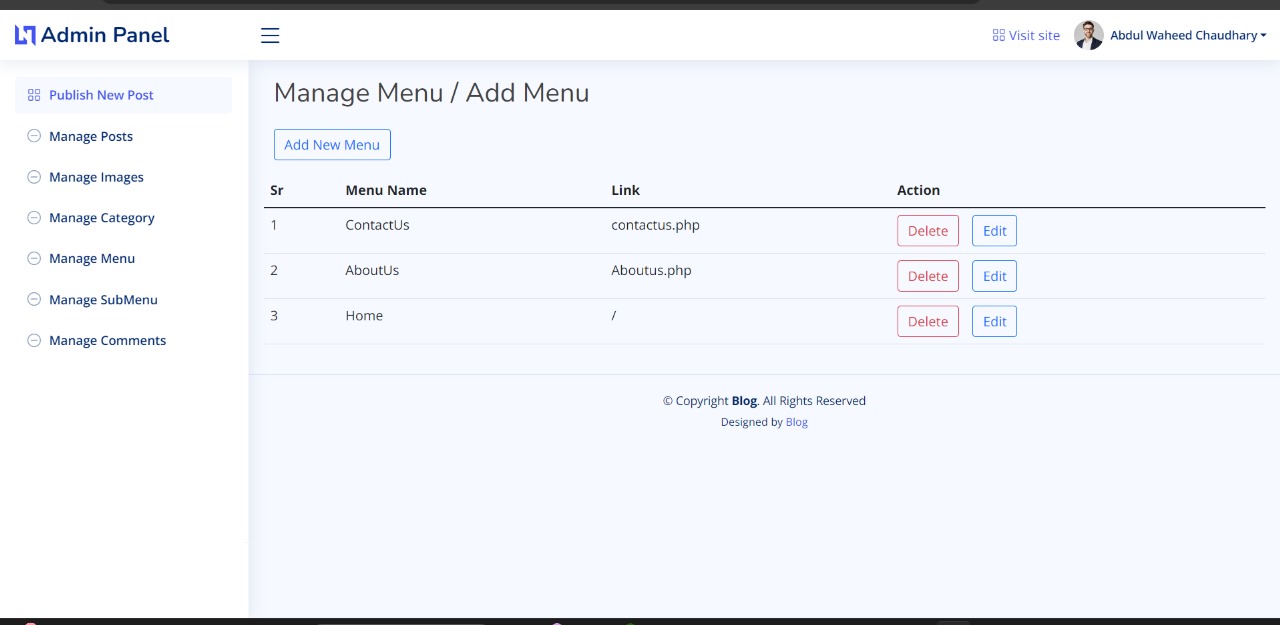 Admin Panel
Visit site
Abdul Waheed Chaudhary
Publish New Post
Manage Posts
Manage Images
Manage Category
Manage Menu
Manage SubMenu
Manage Comments
Manage Menu / Add Menu
Add New Menu
Sr Menu Name Link Action
1 ContactUs contactus.php Delete Edit
2 AboutUs Aboutus.php Delete Edit
3 Home / Delete Edit
© Copyright Blog. All Rights Reserved
Designed by Blog